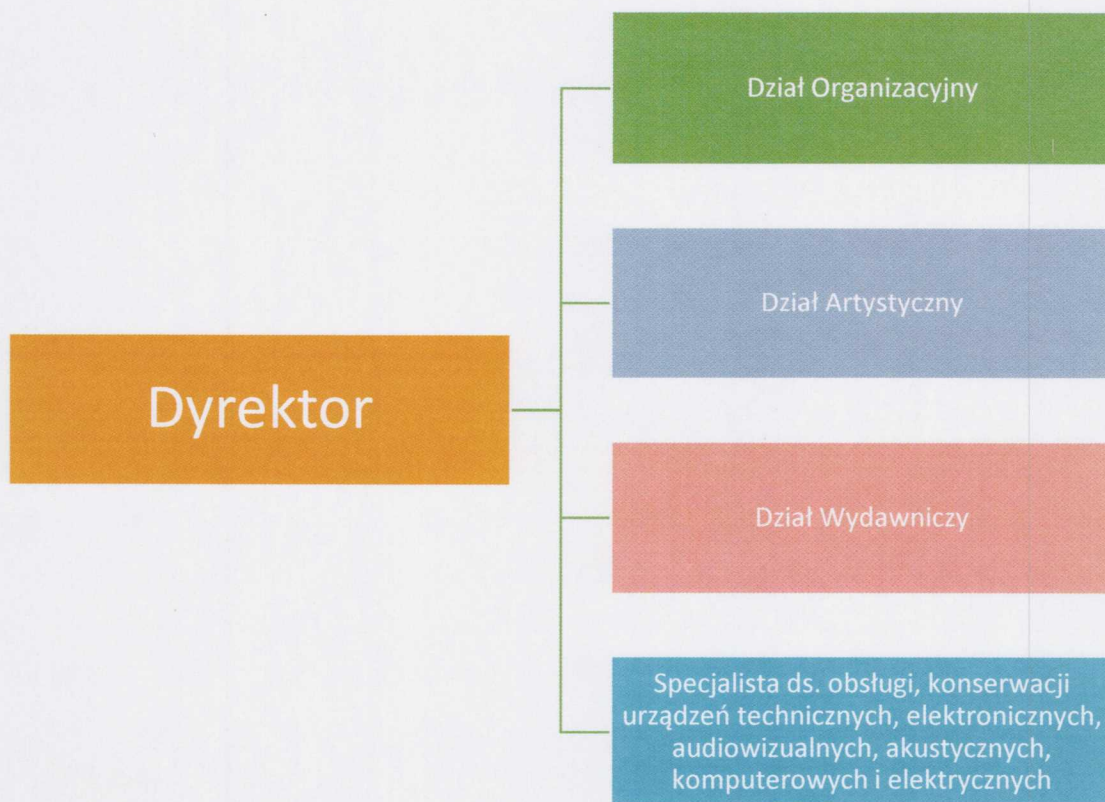 Dyrektor
Dział Organizacyjny
Dział Artystyczny
Dział Wydawniczy
Specjalista ds. obsługi, konserwacji
urządzeń technicznych, elektronicznych,
audiowizualnych, akustycznych,
komputerowych i elektrycznych